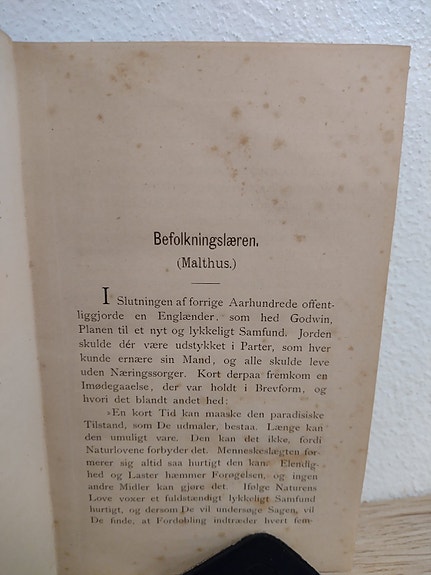 Befolkningslæren.
(Malthus.)
I Slutningen af forrige Aarhundrede offent-
liggjorde en Englænder, som hed Godwin,
Planen til et nyt og lykkeligt Samfund. Jorden
skulde dér være udstykket i Parter, som hver
kunde ernære sin Mand, og alle skulde leve
uden Næringssorger. Kort derpaa fremkom en
Imødegaaelse, der var holdt i Brevform, og
hvori det blandt andet hed:
»En kort Tid kan maaske den paradisiske
Tilstand, som De udmaler, bestaa. Længe kan
den umuligt vare. Den kan det ikke, fordi
Naturlovene forbyder det. Menneskeslægten for-
merer sig altid saa hurtigt den kan. Elendig-
hed og Laster hæmmer Forøgelsen, og ingen
andre Midler kan gjøre det. Ifølge Naturens
Love voxer et fuldstændigt lykkeligt Samfund
hurtigt, og dersom De vil undersøge Sagen, vil
De finde, at Fordobling indtræder hvert fem-